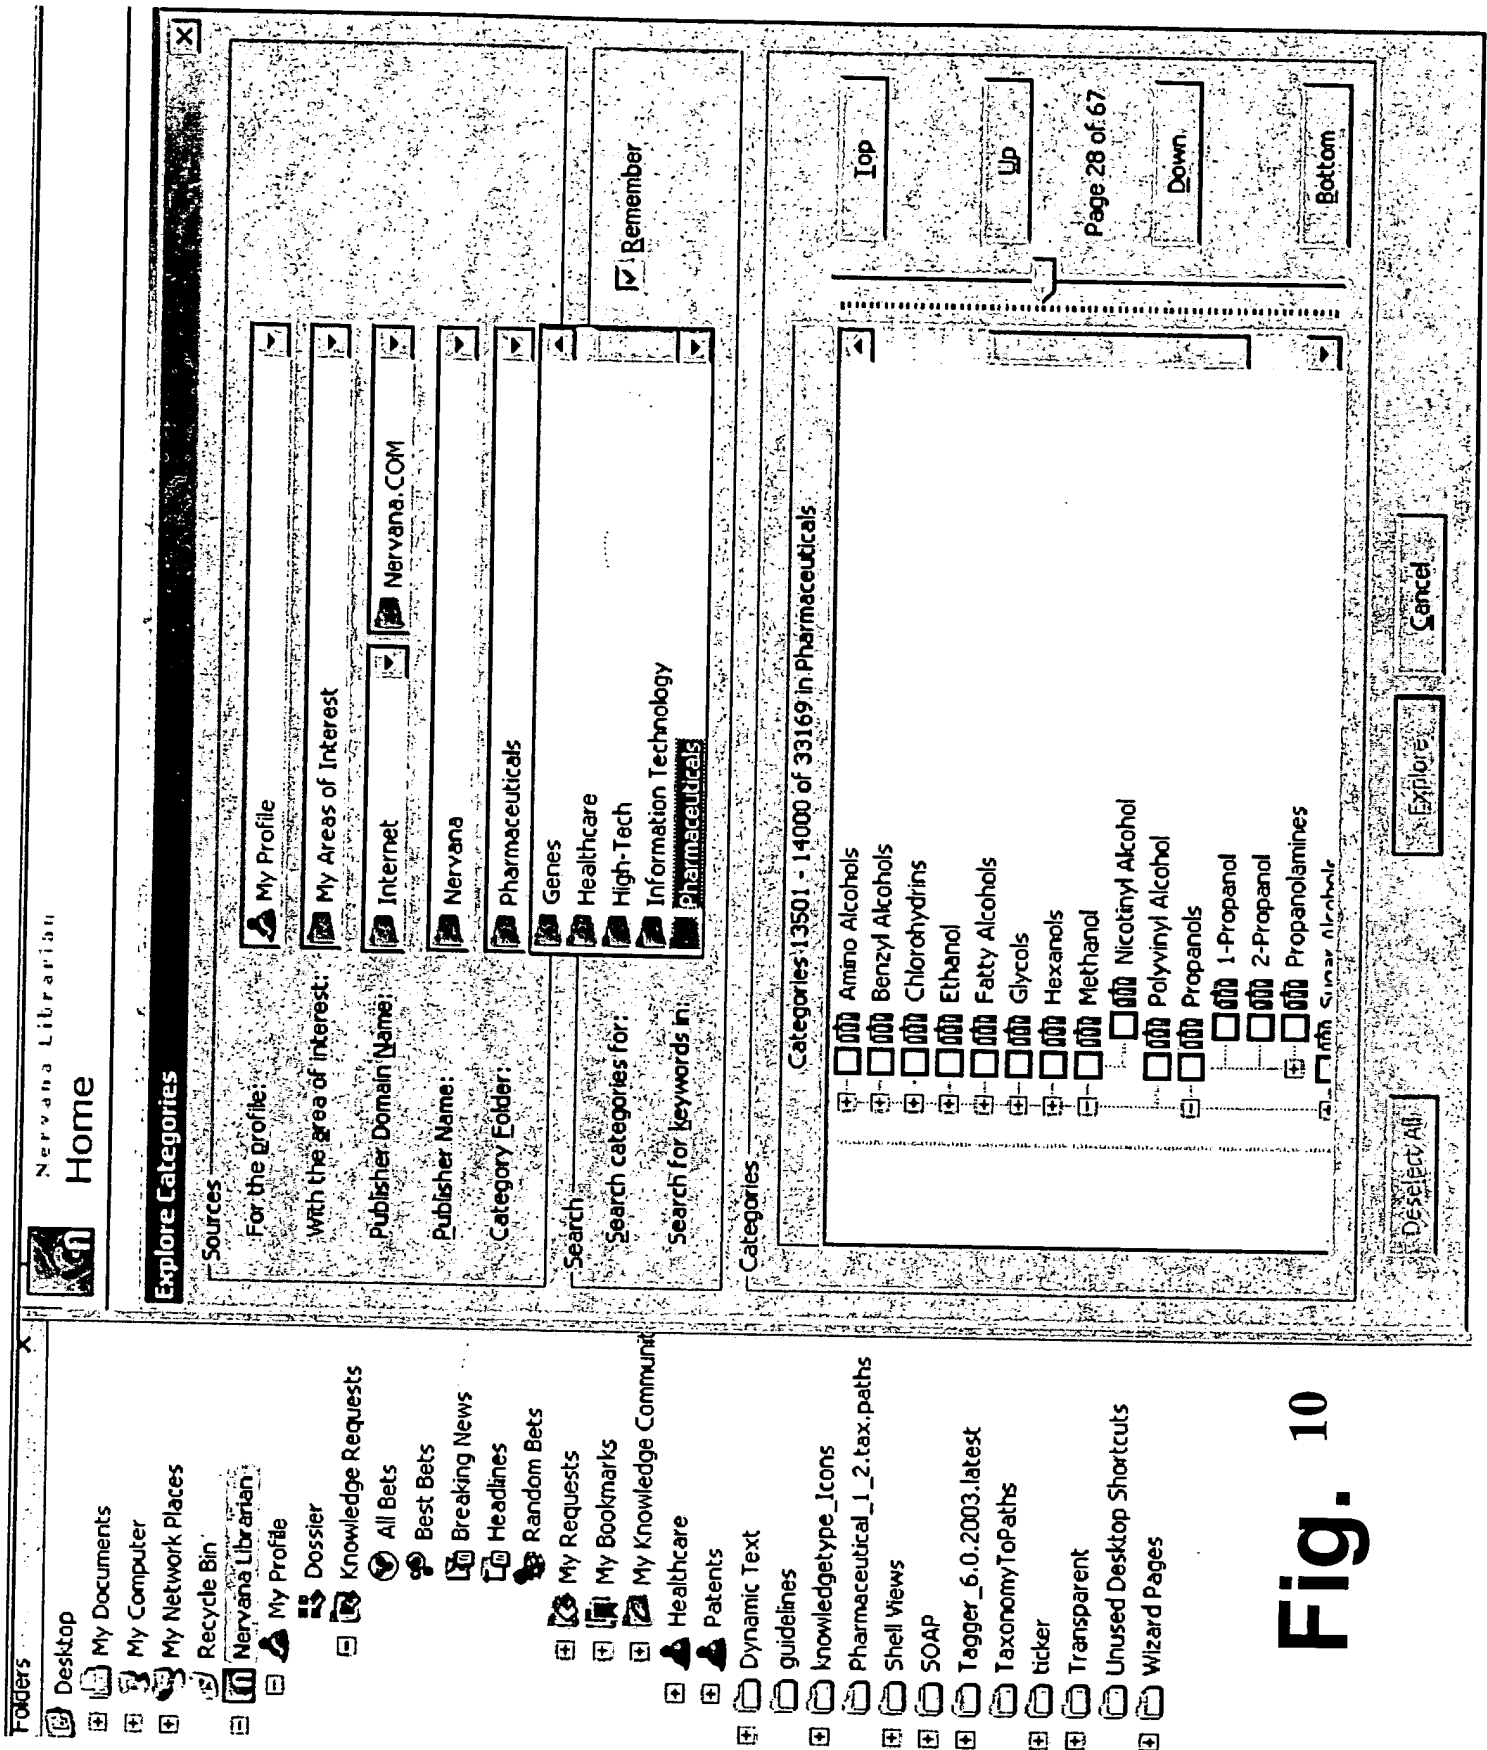 Folders
x
Desktop
My Documents
My Computer
My Network Places
Recycle Bin
Nervana Librarian
My Profile
Dossier
Knowledge Requests
All Bets
Best Bets
Breaking News
Headlines
Random Bets
My Requests
My Bookmarks
My Knowledge Communit
Healthcare
Patents
Dynamic Text
guidelines
knowledgetype_Icons
Pharmaceutical_1_2.tax.paths
Shell Views
SOAP
Tagger_6.0.2003.latest
TaxonomyToPaths
ticker
Transparent
Unused Desktop Shortcuts
Wizard Pages
Nervana Librarian
Home
Explore Categories
Sources
For the profile:
My Profile
With the area of interest:
My Areas of Interest
Publisher Domain Name:
Internet
Nervana.COM
Publisher Name:
Nervana
Category Folder:
Pharmaceuticals
Genes
Healthcare
High-Tech
Information Technology
Pharmaceuticals
Search
Search categories for:
Search for keywords in:
Remember
Categories
Categories 13501 - 14000 of 33169 in Pharmaceuticals
Amino Alcohols
Benzyl Alcohols
Chlorohydrins
Ethanol
Fatty Alcohols
Glycols
Hexanols
Methanol
Nicotinyl Alcohol
Polyvinyl Alcohol
Propanols
1-Propanol
2-Propanol
Propanolamines
Sugar Alcohols
Top
Up
Page 28 of 67
Down
Bottom
Deselect All
Explore
Cancel
Fig. 10